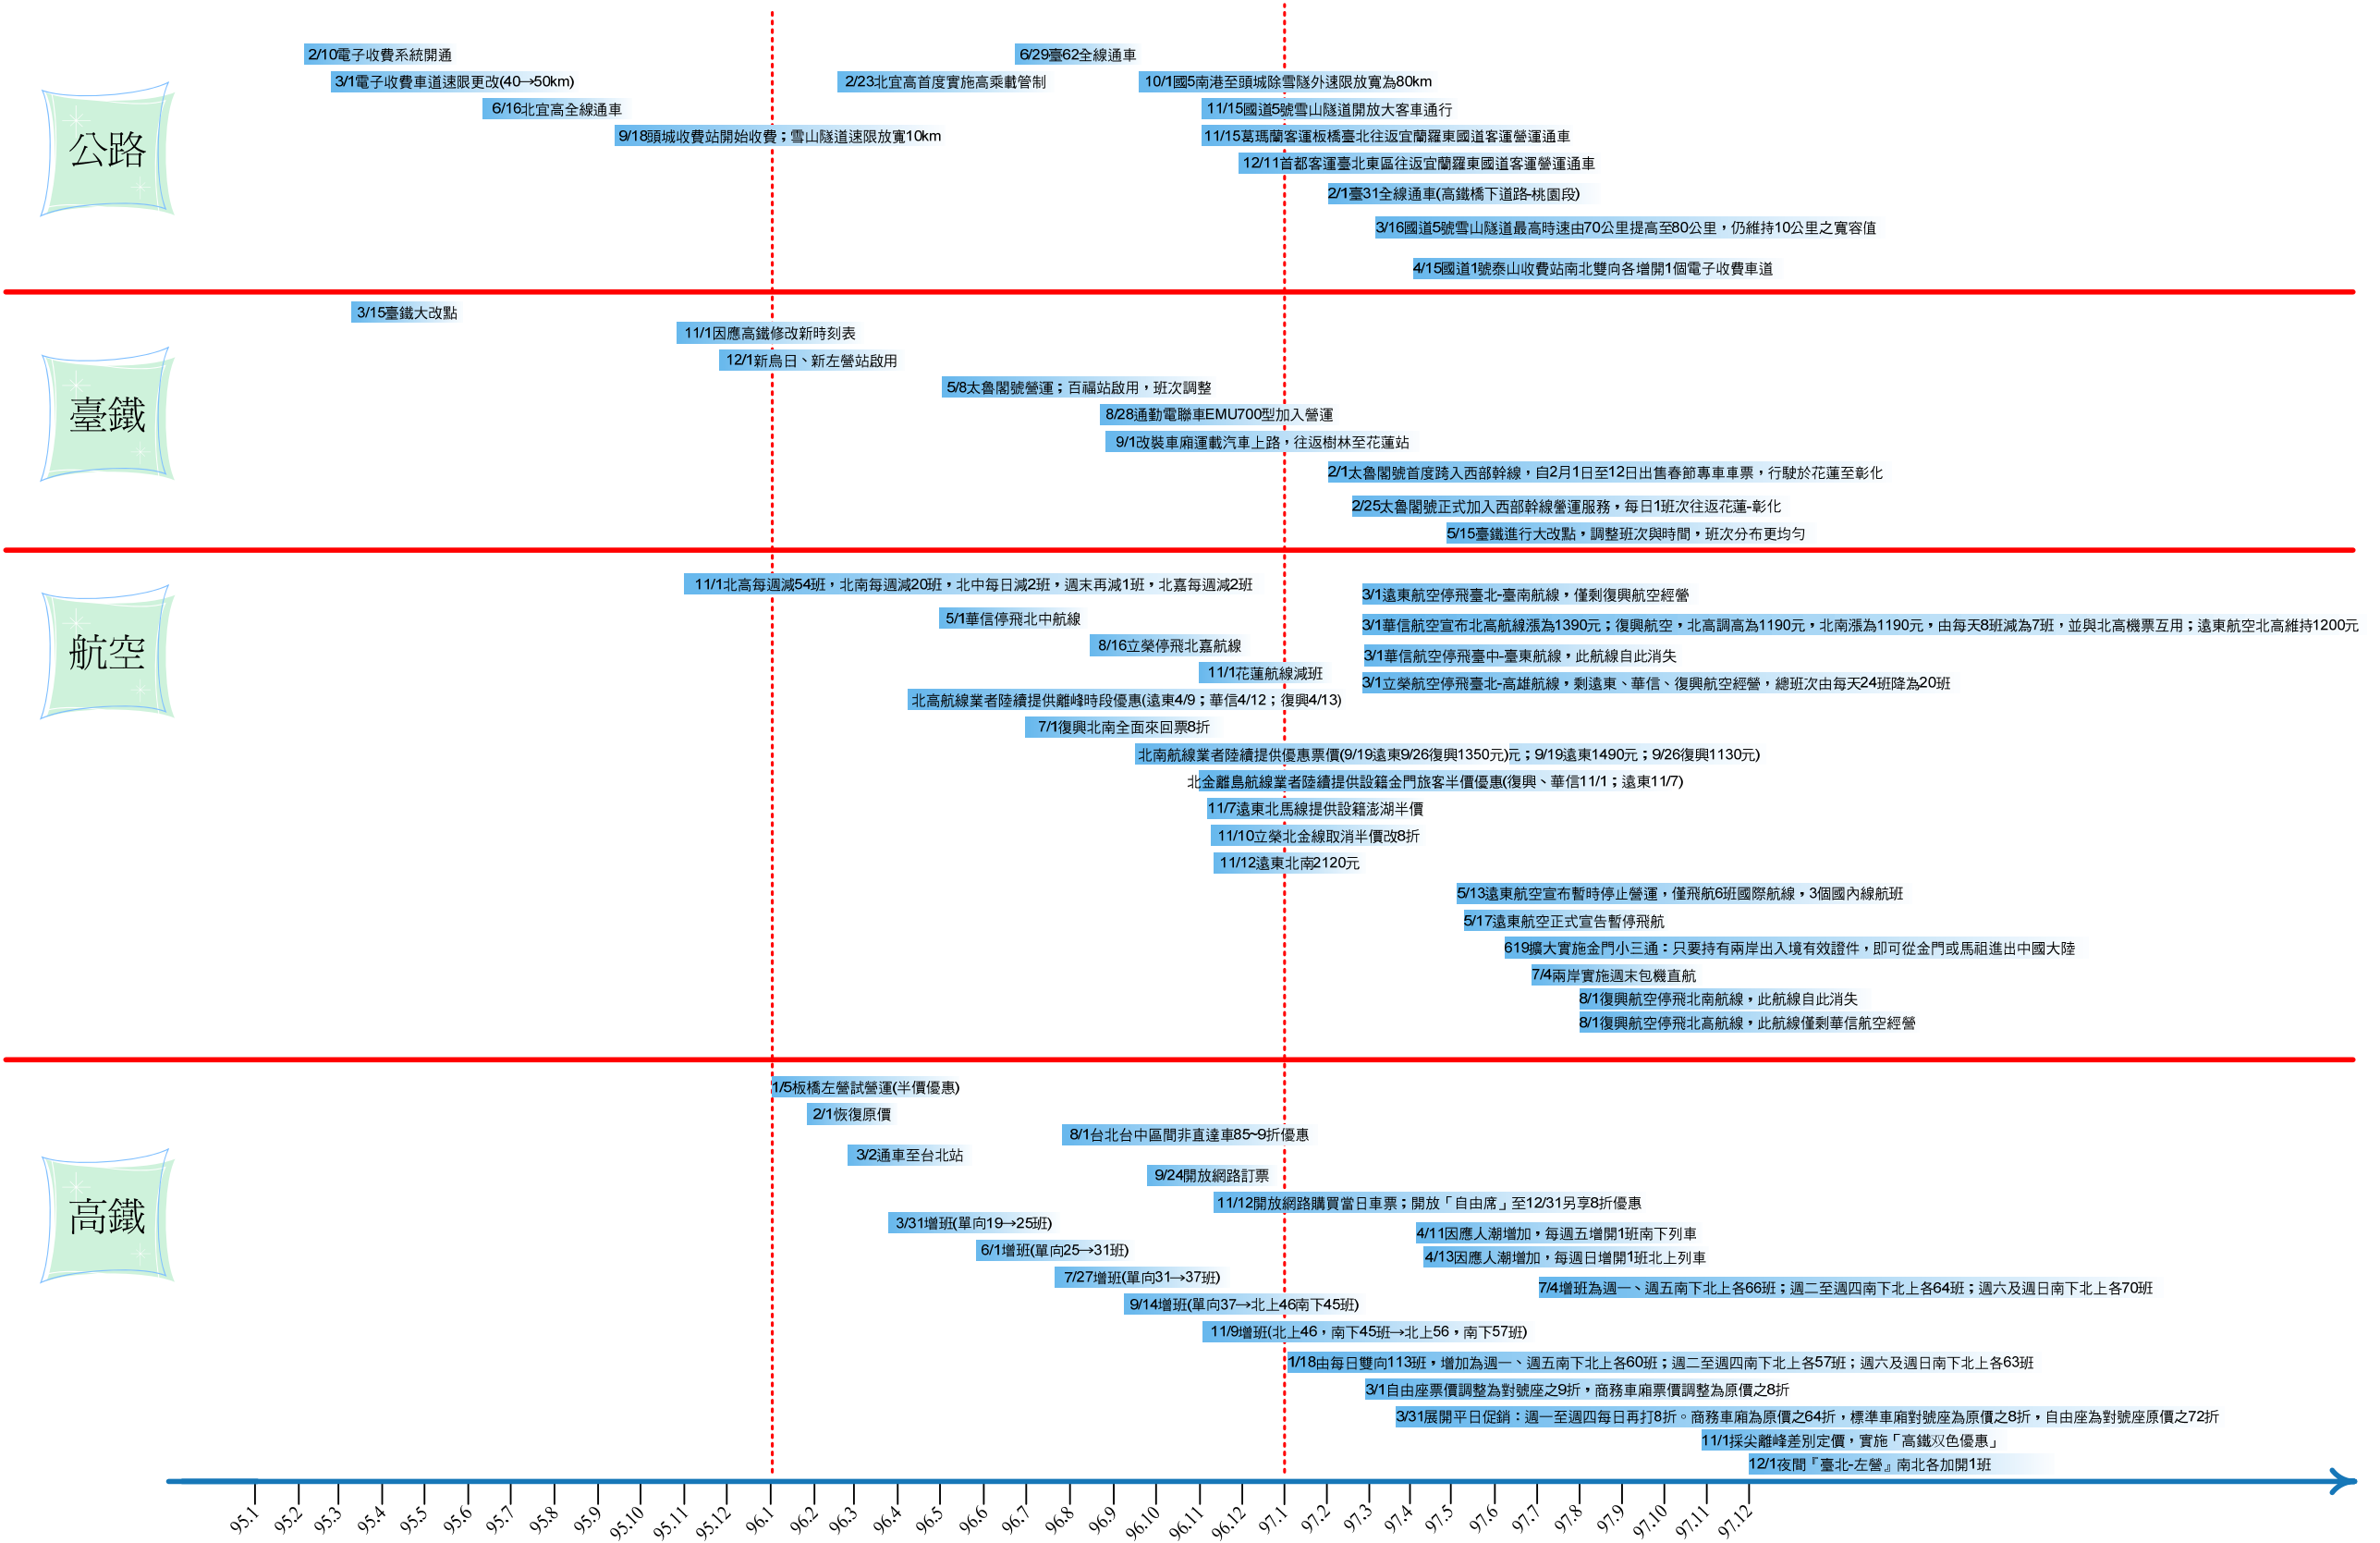 公路
2/10電子收費系統開通
3/1電子收費車道速限更改(40→50km)
6/16北宜高全線通車
9/18頭城收費站開始收費；雪山隧道速限放寬10km
6/29臺62全線通車
2/23北宜高首度實施高乘載管制
10/1國5南港至頭城除雪隧外速限放寬為80km
11/15國道5號雪山隧道開放大客車通行
11/15葛瑪蘭客運板橋臺北往返宜蘭羅東國道客運營運通車
12/11首都客運臺北東區往返宜蘭羅東國道客運營運通車
2/1臺31全線通車(高鐵橋下道路-桃園段)
3/16國道5號雪山隧道最高時速由70公里提高至80公里，仍維持10公里之寬容值
4/15國道1號泰山收費站南北雙向各增開1個電子收費車道
臺鐵
3/15臺鐵大改點
11/1因應高鐵修改新時刻表
12/1新烏日、新左營站啟用
5/8太魯閣號營運；百福站啟用，班次調整
8/28通勤電聯車EMU700型加入營運
9/1改裝車廂運載汽車上路，往返樹林至花蓮站
2/1太魯閣號首度跨入西部幹線，自2月1日至12日出售春節專車車票，行駛於花蓮至彰化
2/25太魯閣號正式加入西部幹線營運服務，每日1班次往返花蓮-彰化
5/15臺鐵進行大改點，調整班次與時間，班次分布更均勻
航空
11/1北高每週減54班，北南每週減20班，北中每日減2班，週末再減1班，北嘉每週減2班
5/1華信停飛北中航線
8/16立榮停飛北嘉航線
11/1花蓮航線減班
北高航線業者陸續提供離峰時段優惠(遠東4/9；華信4/12；復興4/13)
7/1復興北南全面來回票8折
北南航線業者陸續提供優惠票價(9/19遠東9/26復興1350元)元；9/19遠東1490元；9/26復興1130元)
北金離島航線業者陸續提供設籍金門旅客半價優惠(復興、華信11/1；遠東11/7)
11/7遠東北馬線提供設籍澎湖半價
11/10立榮北金線取消半價改8折
11/12遠東北南2120元
3/1遠東航空停飛臺北-臺南航線，僅剩復興航空經營
3/1華信航空宣布北高航線漲為1390元；復興航空，北高調高為1190元，北南漲為1190元，由每天8班減為7班，並與北高機票互用；遠東航空北高維持1200元
3/1華信航空停飛臺中-臺東航線，此航線自此消失
3/1立榮航空停飛臺北-高雄航線，剩遠東、華信、復興航空經營，總班次由每天24班降為20班
5/13遠東航空宣布暫時停止營運，僅飛航6班國際航線，3個國內線航班
5/17遠東航空正式宣告暫停飛航
619擴大實施金門小三通：只要持有兩岸出入境有效證件，即可從金門或馬祖進出中國大陸
7/4兩岸實施週末包機直航
8/1復興航空停飛北南航線，此航線自此消失
8/1復興航空停飛北高航線，此航線僅剩華信航空經營
高鐵
1/5板橋左營試營運(半價優惠)
2/1恢復原價
3/2通車至台北站
8/1台北台中區間非直達車85~9折優惠
9/24開放網路訂票
11/12開放網路購買當日車票；開放「自由席」至12/31另享8折優惠
3/31增班(單向19→25班)
6/1增班(單向25→31班)
7/27增班(單向31→37班)
9/14增班(單向37→北上46南下45班)
11/9增班(北上46，南下45班→北上56，南下57班)
4/11因應人潮增加，每週五增開1班南下列車
4/13因應人潮增加，每週日增開1班北上列車
7/4增班為週一、週五南下北上各66班；週二至週四南下北上各64班；週六及週日南下北上各70班
1/18由每日雙向113班，增加為週一、週五南下北上各60班；週二至週四南下北上各57班；週六及週日南下北上各63班
3/1自由座票價調整為對號座之9折，商務車廂票價調整為原價之8折
3/31展開平日促銷：週一至週四每日再打8折。商務車廂為原價之64折，標準車廂對號座為原價之8折，自由座為對號座原價之72折
11/1採尖離峰差別定價，實施「高鐵双色優惠」
12/1夜間『臺北-左營』南北各加開1班
95.1 95.2 95.3 95.4 95.5 95.6 95.7 95.8 95.9 95.10 95.11 95.12 96.1 96.2 96.3 96.4 96.5 96.6 96.7 96.8 96.9 96.10 96.11 96.12 97.1 97.2 97.3 97.4 97.5 97.6 97.7 97.8 97.9 97.10 97.11 97.12